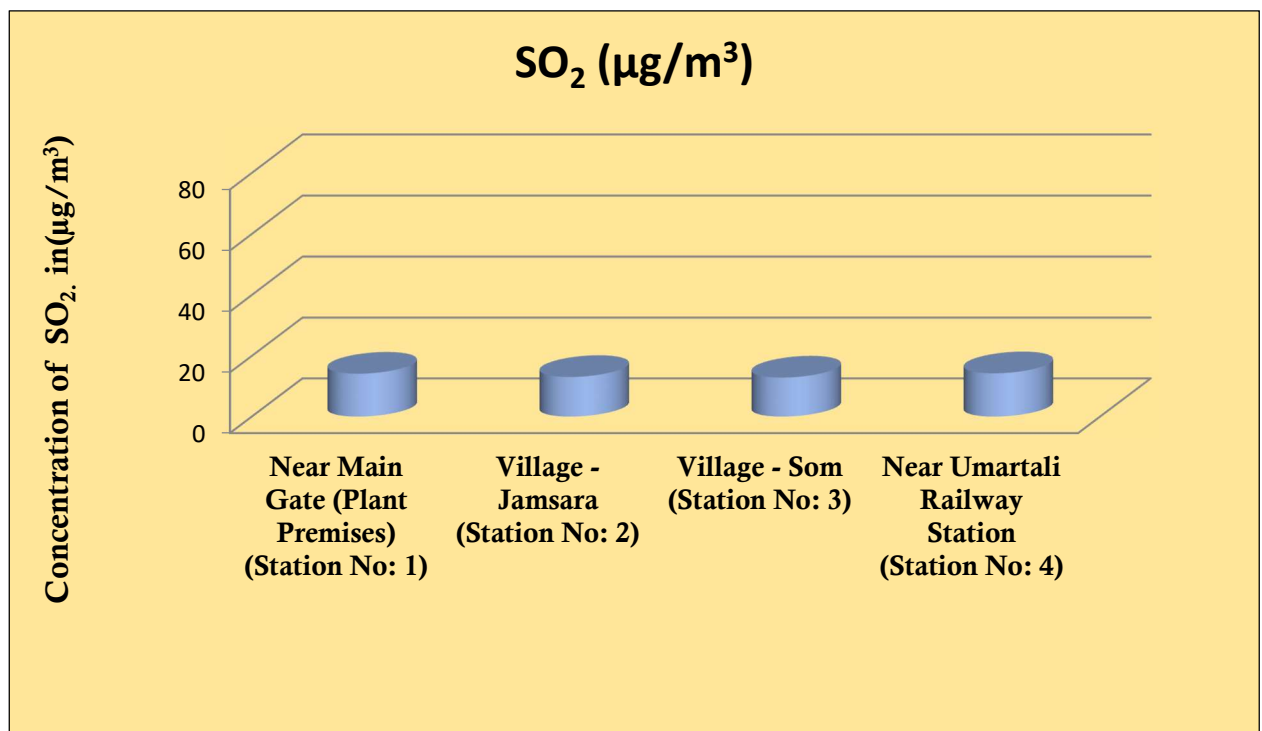 SO₂ (µg/m³)
Concentration of SO₂. in(µg/m³)
80
60
40
20
0
Near Main
Gate (Plant
Premises)
(Station No: 1)
Village -
Jamsara
(Station No: 2)
Village - Som
(Station No: 3)
Near Umartali
Railway
Station
(Station No: 4)